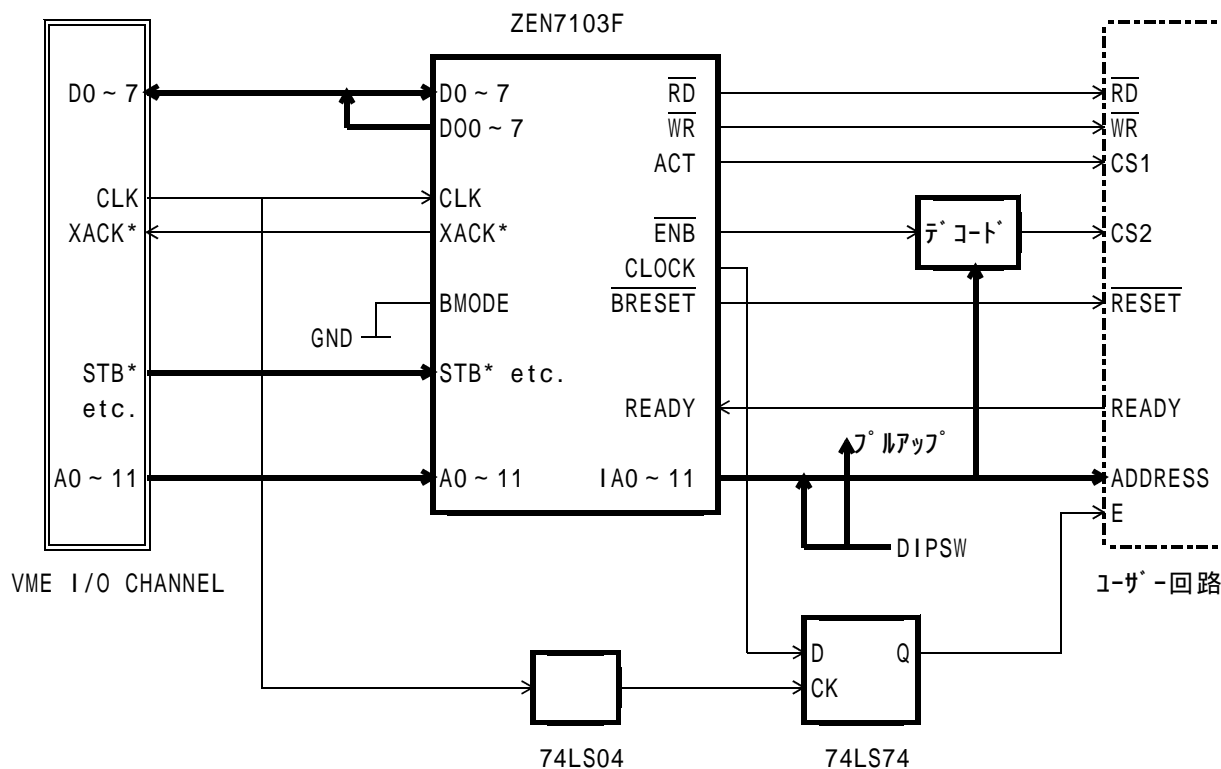 ZEN7103F
D0 ~ 7
CLK
XACK*
STB*
etc.
A0 ~ 11
VME I/O CHANNEL
D0 ~ 7
DO0 ~ 7
CLK
XACK*
BMODE
GND
STB* etc.
A0 ~ 11
RD
WR
ACT
ENB
CLOCK
BRESET
READY
IA0 ~ 11
デコード
プルアップ
DIPSW
RD
WR
CS1
CS2
RESET
READY
ADDRESS
E
ユーザー回路
74LS04
D Q
CK
74LS74